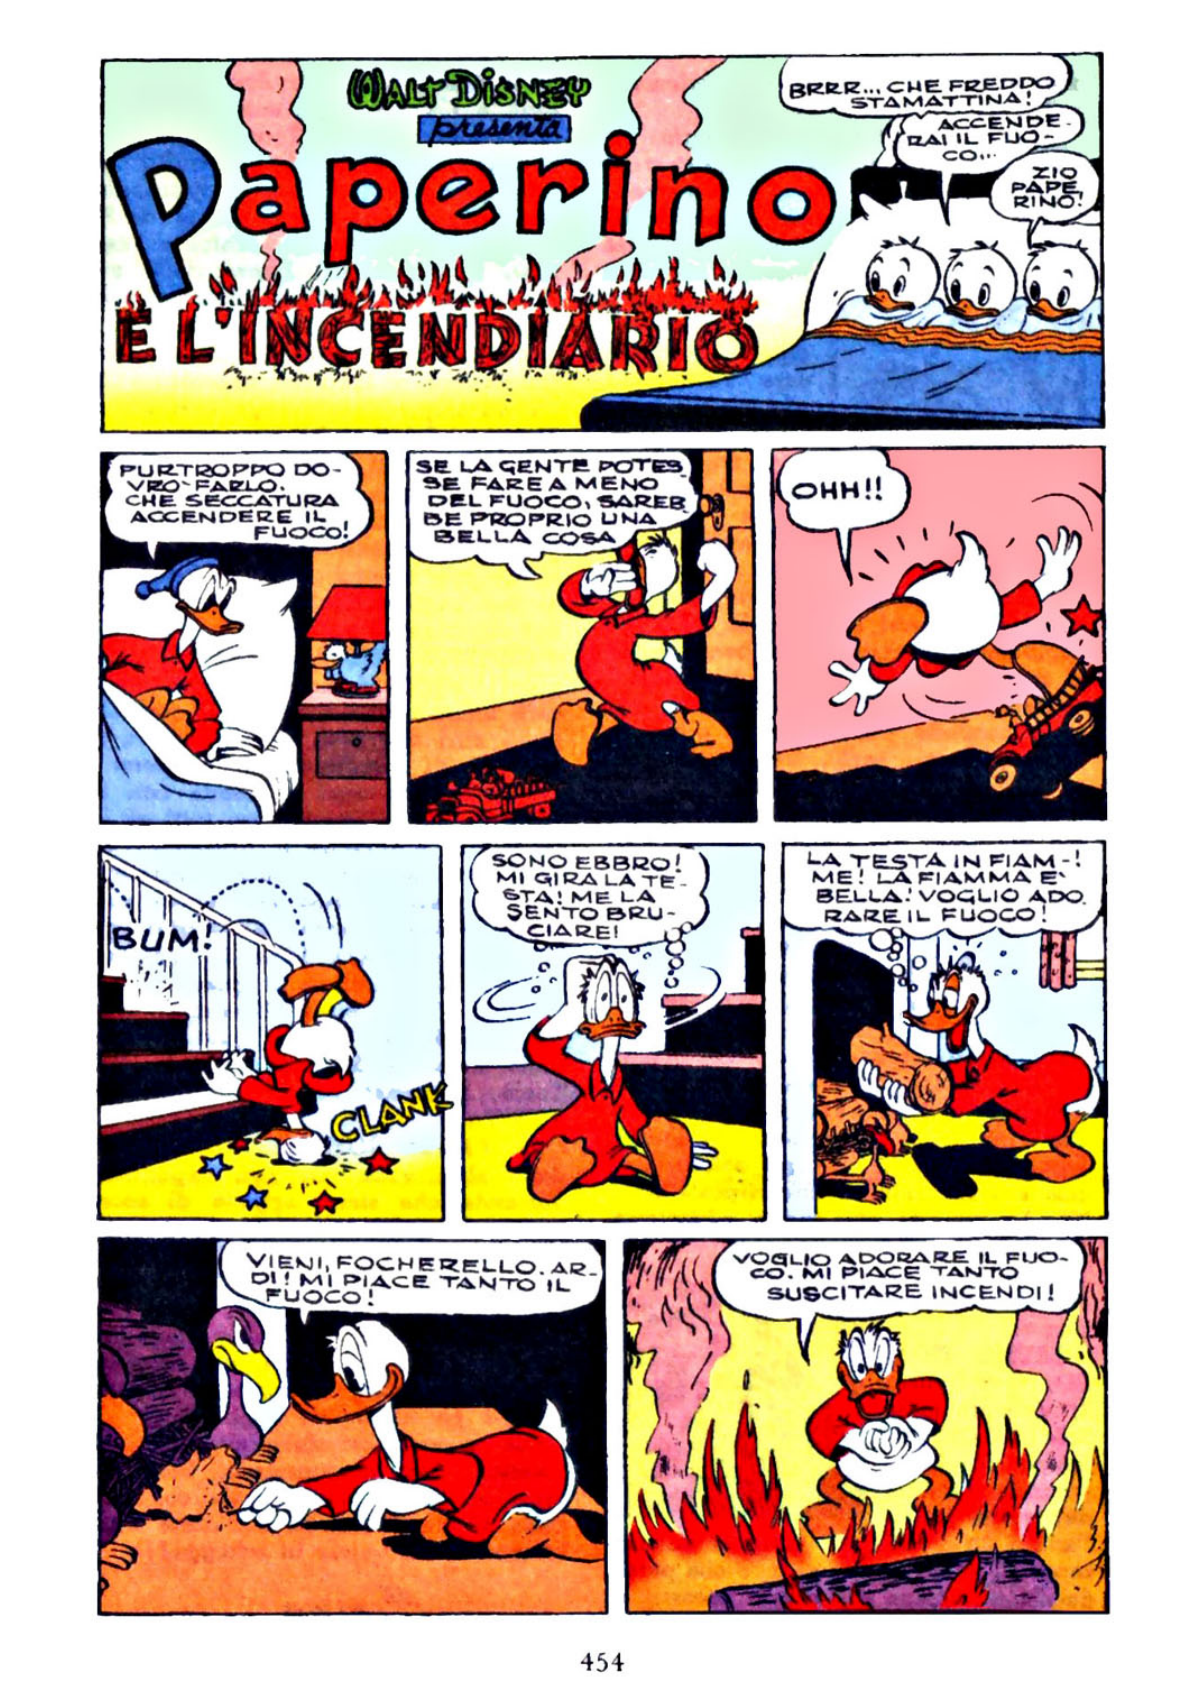 WALT DISNEY
presenta
Paperino
E L'INCENDIARIO
BRRR... CHE FREDDO
STAMATTINA!
ACCENDE-
RAI IL FUO-
CO...
ZIO
PAPE
RINO!
PURTROPPO DO-
VRO' FARLO.
CHE SECCATURA
ACCENDERE IL
FUOCO!
SE LA GENTE POTES
SE FARE A MENO
DEL FUOCO, SAREB
BE PROPRIO UNA
BELLA COSA
OHH!!
BUM!
CLANK
SONO EBBRO!
MI GIRA LA TE-
STA! ME LA
SENTO BRU-
CIARE!
LA TESTA IN FIAM-!
ME! LA FIAMMA E'
BELLA! VOGLIO ADO.
RARE IL FUOCO!
VIENI, FOCHERELLO. AR-
DI! MI PIACE TANTO IL
FUOCO!
VOGLIO ADORARE IL FUO-
CO. MI PIACE TANTO
SUSCITARE INCENDI!
454